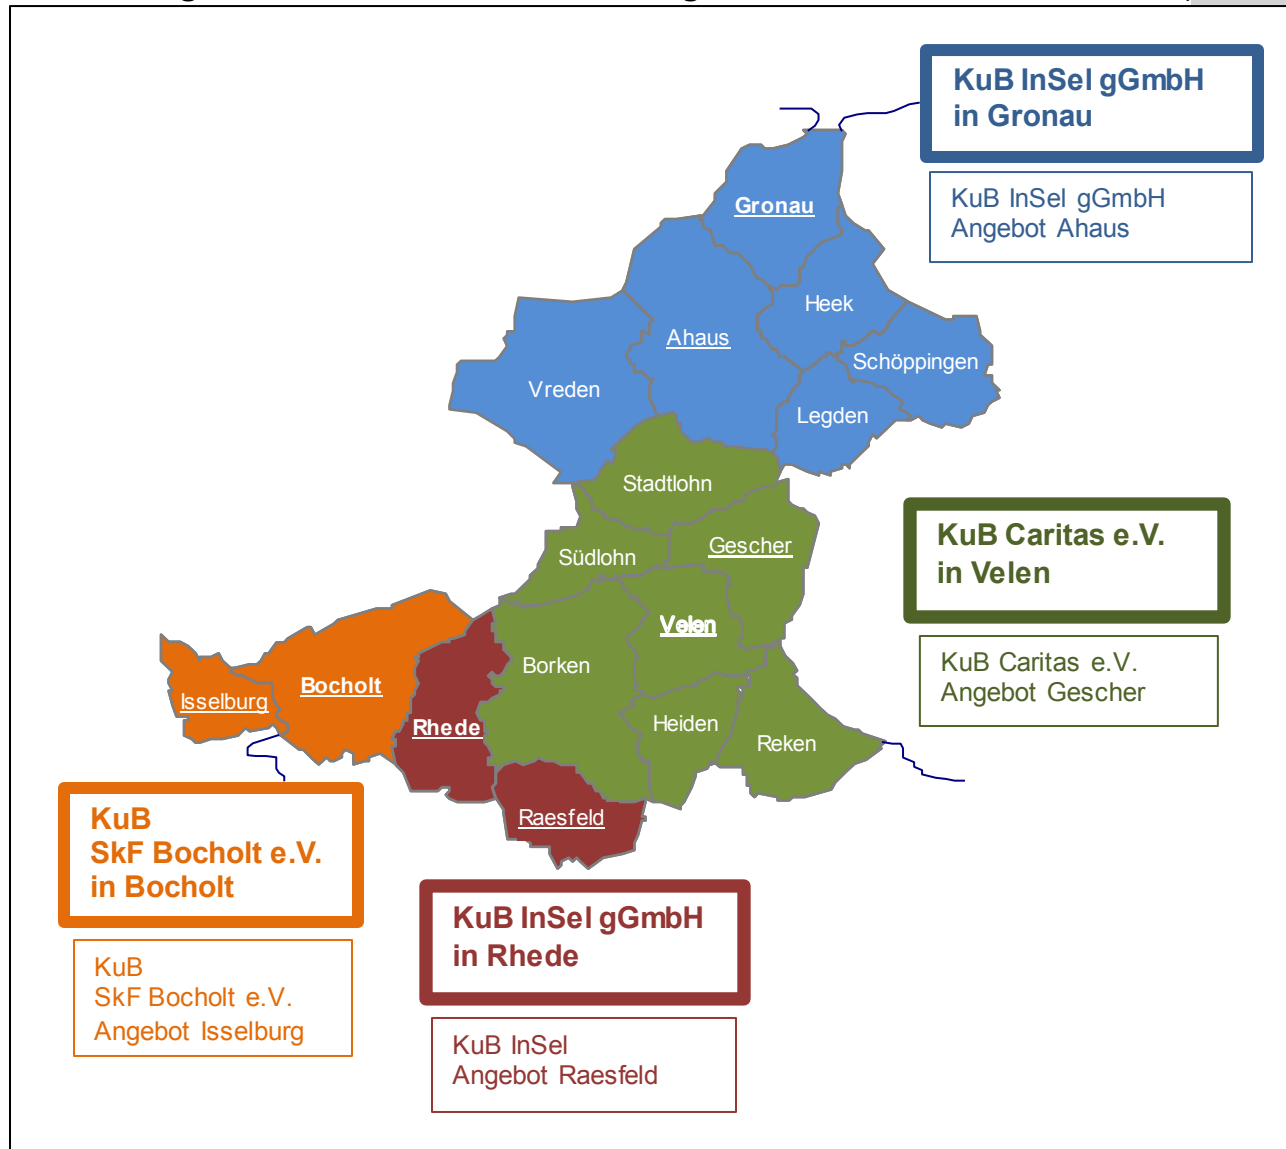 KuB InSel gGmbH
in Gronau
KuB InSel gGmbH
Angebot Ahaus
Gronau
Heek
Ahaus
Schöppingen
Vreden
Legden
Stadtlohn
Gescher
Südlohn
KuB Caritas e.V.
in Velen
Velen
KuB Caritas e.V.
Angebot Gescher
Borken
Bocholt
Isselburg
Rhede
Heiden
Reken
Raesfeld
KuB
SkF Bocholt e.V.
in Bocholt
KuB InSel gGmbH
in Rhede
KuB
SkF Bocholt e.V.
Angebot Isselburg
KuB InSel
Angebot Raesfeld